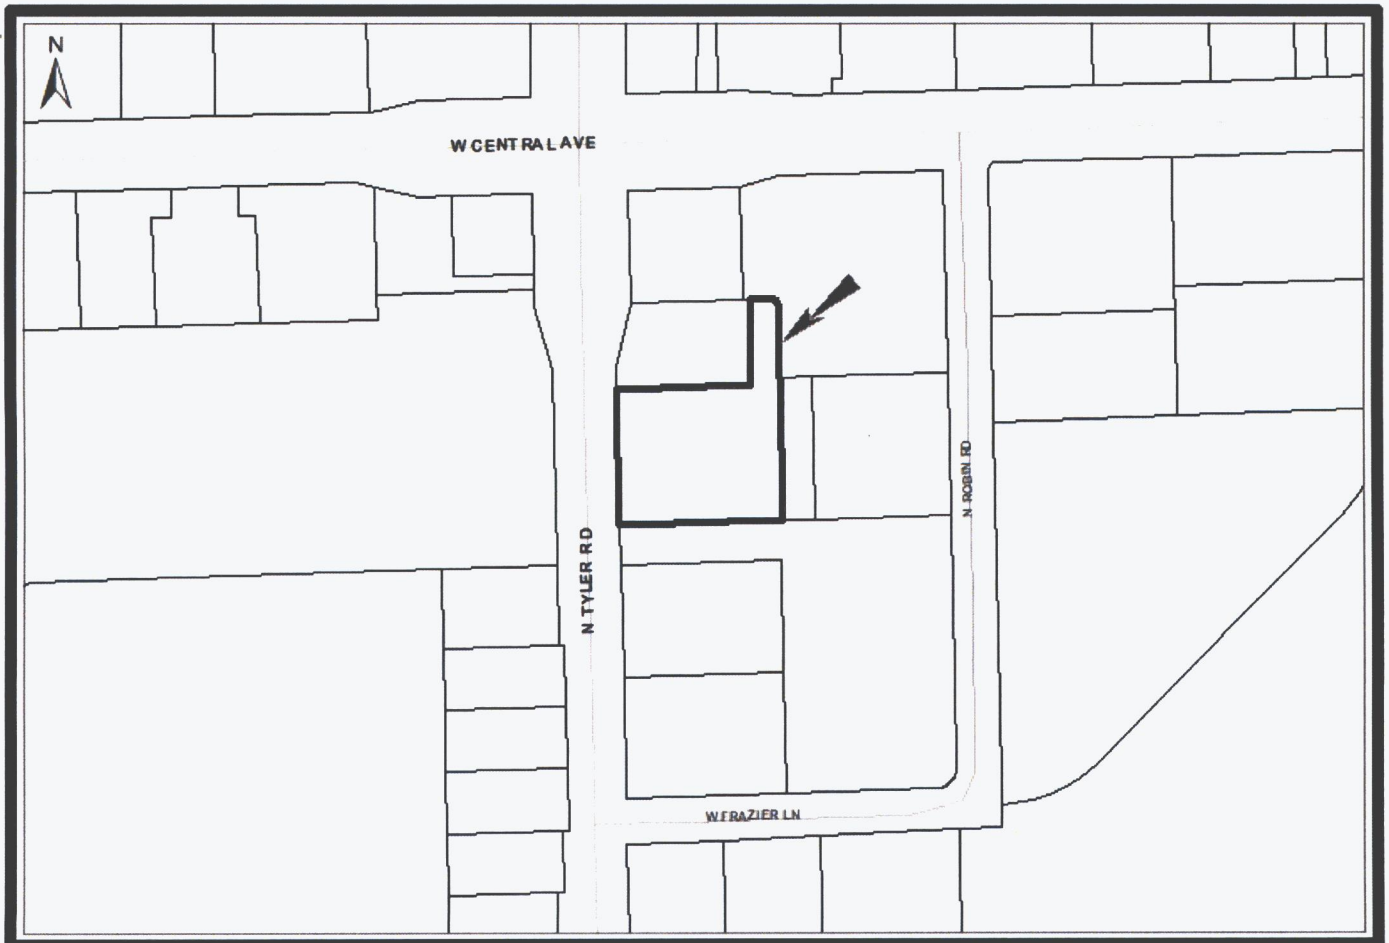 N
W CENTRAL AVE
N ROBIN RD
N TYLER RD
W FRAZIER LN